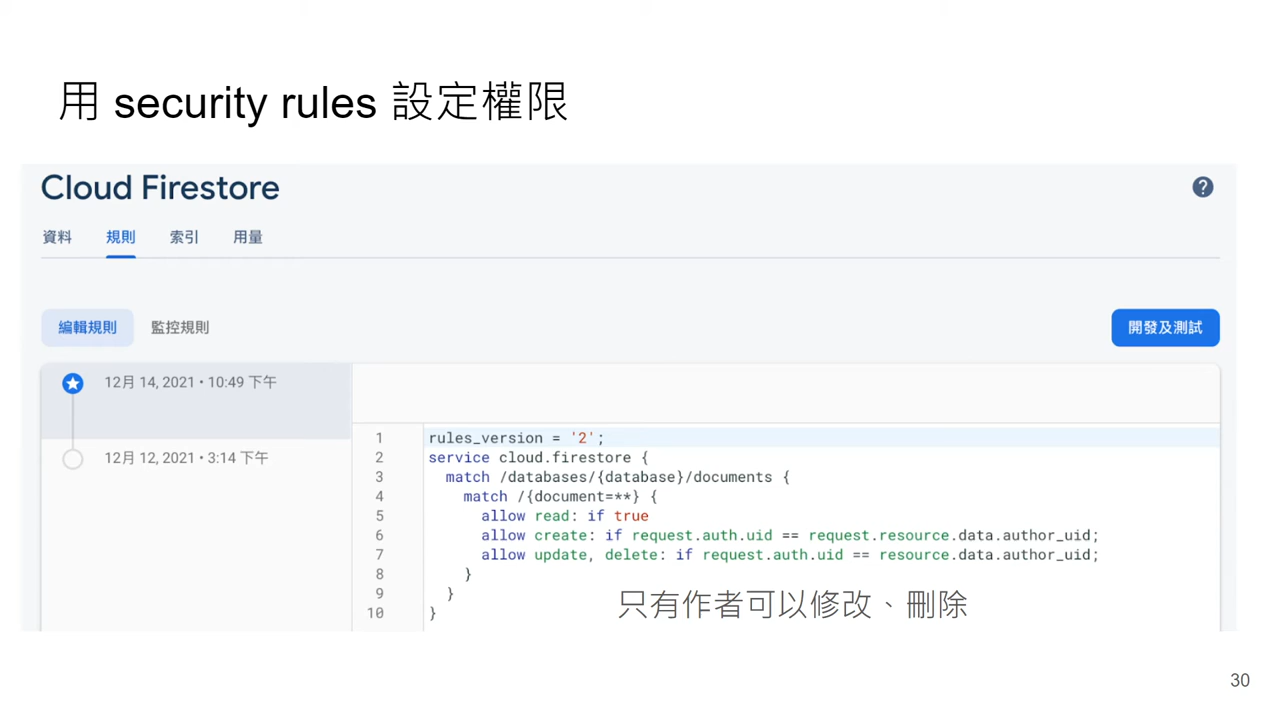 用 security rules 設定權限
Cloud Firestore
?
資料 規則 索引 用量
編輯規則 監控規則 開發及測試
12月 14, 2021 • 10:49 下午
12月 12, 2021 • 3:14 下午
1 rules_version = '2';
2 service cloud.firestore {
3 match /databases/{database}/documents {
4 match /{document=**} {
5 allow read: if true
6 allow create: if request.auth.uid == request.resource.data.author_uid;
7 allow update, delete: if request.auth.uid == resource.data.author_uid;
8 }
9 }
10 }
只有作者可以修改、刪除
30